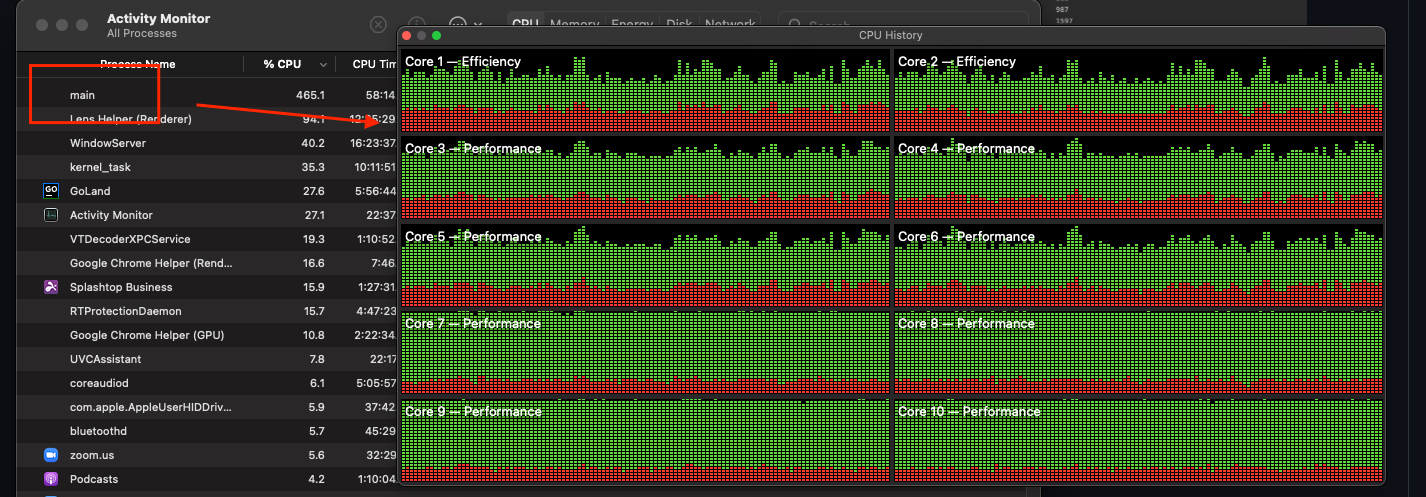 Activity Monitor
All Processes
CPU Memory Energy Disk Network
Search
987
1597
Process Name % CPU CPU Tim
main 465.1 58:14
Lens Helper (Renderer) 94.1
WindowServer 40.2 16:23:37
kernel_task 35.3 10:11:51
GO
GoLand 27.6 5:56:44
Activity Monitor 27.1 22:37
VTDecoderXPCService 19.3 1:10:52
Google Chrome Helper (Rend... 16.6 7:46
Splashtop Business 15.9 1:27:31
RTProtectionDaemon 15.7 4:47:23
Google Chrome Helper (GPU) 10.8 2:22:34
UVCAssistant 7.8 22:17
coreaudiod 6.1 5:05:57
com.apple.AppleUserHIDDriv... 5.9 37:42
bluetoothd 5.7 45:29
zoom.us 5.6 32:29
Podcasts 4.2 1:10:04
CPU History
Core 1 — Efficiency
Core 2 — Efficiency
Core 3 — Performance
Core 4 — Performance
Core 5 — Performance
Core 6 — Performance
Core 7 — Performance
Core 8 — Performance
Core 9 — Performance
Core 10 — Performance